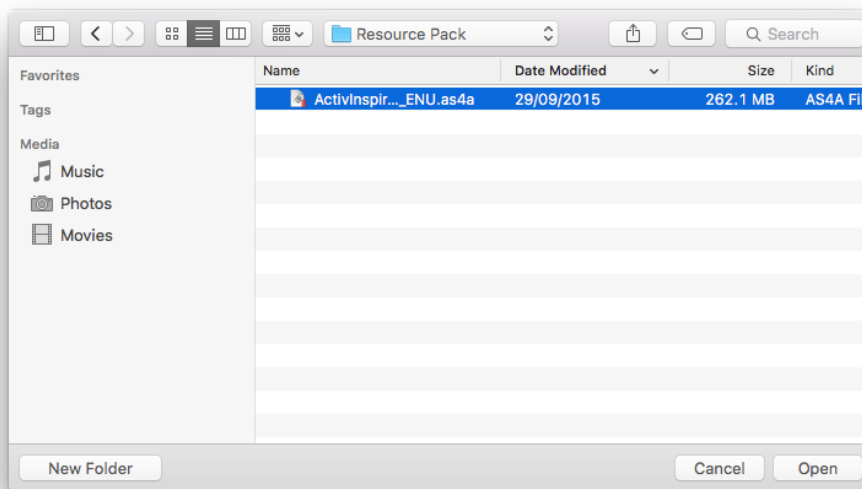 Resource Pack
Search
Favorites
Tags
Media
Music
Photos
Movies
Name Date Modified Size Kind
ActivInspir..._ENU.as4a 29/09/2015 262.1 MB AS4A Fil
New Folder
Cancel
Open